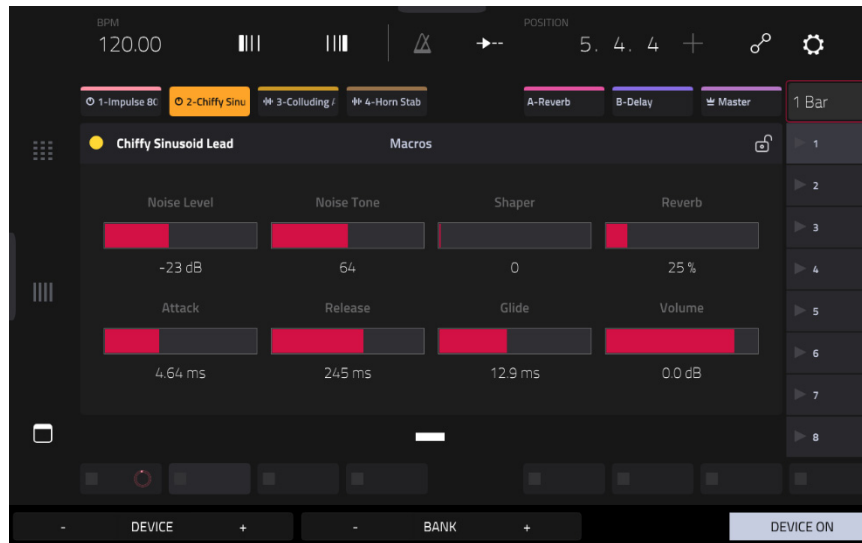 BPM
POSITION
120.00
5. 4. 4
1-Impulse 80
2-Chiffy Sinu
3-Colluding
4-Horn Stab
A-Reverb
B-Delay
Master
1 Bar
Chiffy Sinusoid Lead
Macros
1
2
3
4
5
6
7
8
Noise Level
Noise Tone
Shaper
Reverb
-23 dB
64
0
25 %
Attack
Release
Glide
Volume
4.64 ms
245 ms
12.9 ms
0.0 dB
- DEVICE +
- BANK +
DEVICE ON